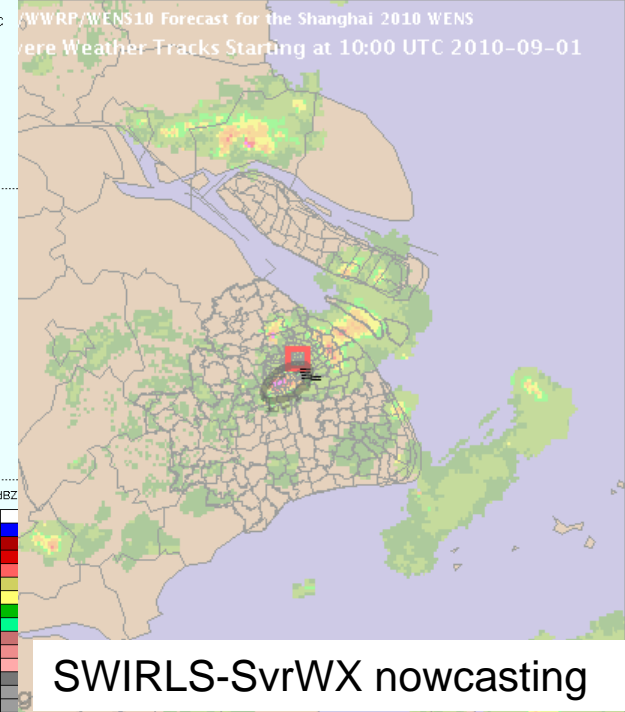 c
/WWRP/WENS10 Forecast for the Shanghai 2010 WENS
vere Weather Tracks Starting at 10:00 UTC 2010-09-01
dBZ
SWIRLS-SvrWX nowcasting
g